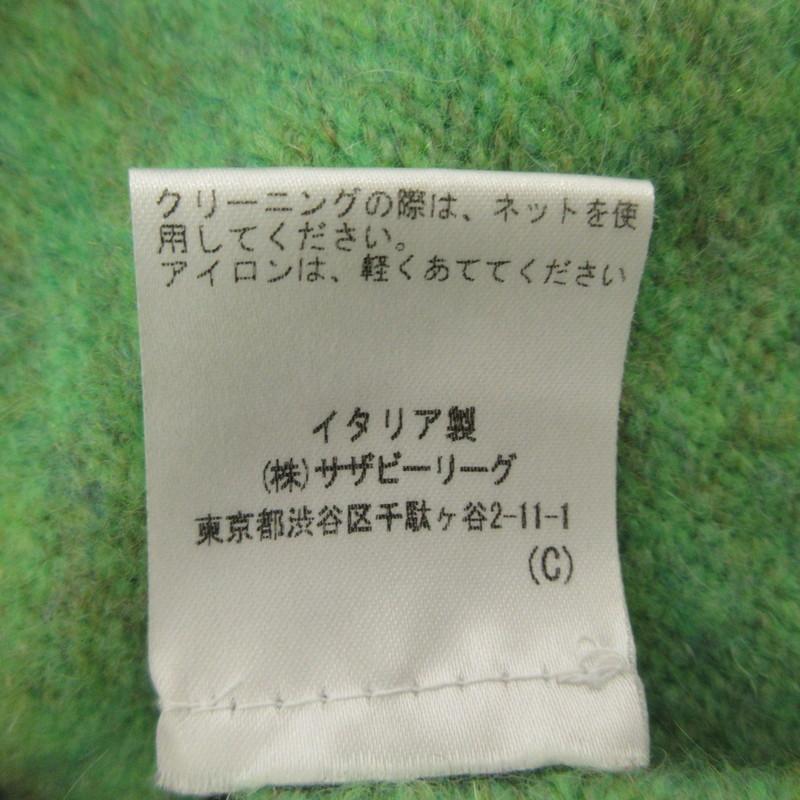 クリーニングの際は、ネットを使
用してください。
アイロンは、軽くあててください
イタリア製
(株)サザビーリーグ
東京都渋谷区千駄ヶ谷2-11-1
(C)